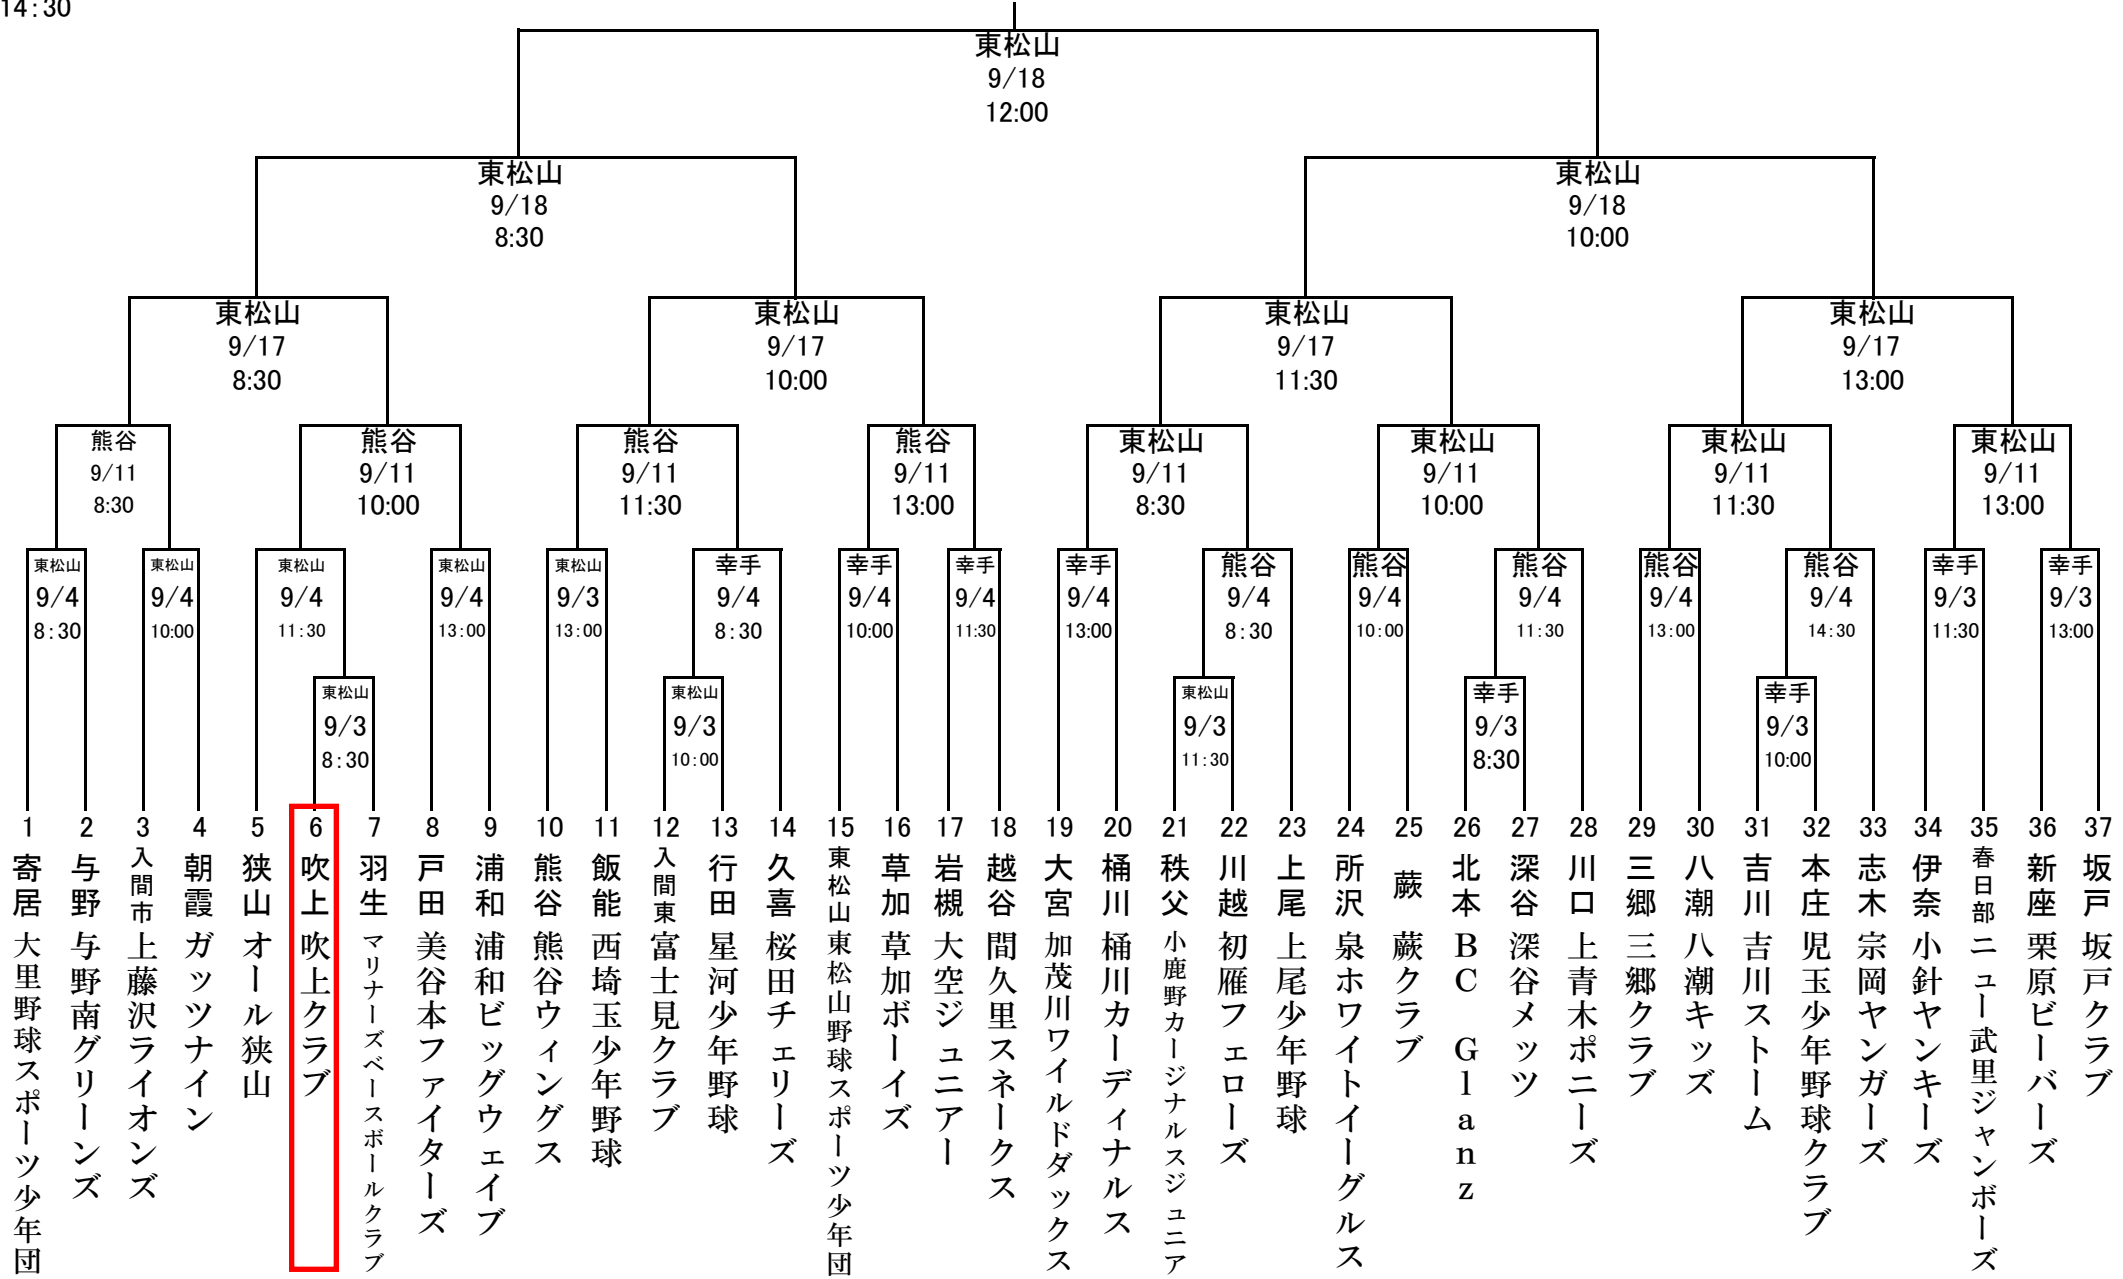 14:30
東松山
9/18
12:00
東松山
9/18
8:30
東松山
9/18
10:00
東松山
9/17
8:30
東松山
9/17
10:00
東松山
9/17
11:30
東松山
9/17
13:00
熊谷
9/11
8:30
熊谷
9/11
10:00
熊谷
9/11
11:30
熊谷
9/11
13:00
東松山
9/11
8:30
東松山
9/11
10:00
東松山
9/11
11:30
東松山
9/11
13:00
東松山
9/4
8:30
東松山
9/4
10:00
東松山
9/4
11:30
東松山
9/4
13:00
東松山
9/3
13:00
幸手
9/4
8:30
幸手
9/4
10:00
幸手
9/4
11:30
幸手
9/4
13:00
熊谷
9/4
8:30
熊谷
9/4
10:00
熊谷
9/4
11:30
熊谷
9/4
13:00
熊谷
9/4
14:30
幸手
9/3
11:30
幸手
9/3
13:00
東松山
9/3
8:30
東松山
9/3
10:00
東松山
9/3
11:30
幸手
9/3
8:30
幸手
9/3
10:00
1 寄居 大里野球スポーツ少年団
2 与野 与野南グリーンズ
3 入間市 上藤沢ライオンズ
4 朝霞 ガッツナイン
5 狭山 オール狭山
6 吹上 吹上クラブ
7 羽生 マリナーズベースボールクラブ
8 戸田 美谷本ファイターズ
9 浦和 浦和ビッグウェイブ
10 熊谷 熊谷ウィングス
11 飯能 西埼玉少年野球
12 入間東 富士見クラブ
13 行田 星河少年野球
14 久喜 桜田チェリーズ
15 東松山 東松山野球スポーツ少年団
16 草加 草加ボーイズ
17 岩槻 大空ジュニアー
18 越谷 間久里スネークス
19 大宮 加茂川ワイルドダックス
20 桶川 桶川カーディナルス
21 秩父 小鹿野カージナルスジュニア
22 川越 初雁フェローズ
23 上尾 上尾少年野球
24 所沢 泉ホワイトイーグルス
25 蕨 蕨クラブ
26 北本 BC Glanz
27 深谷 深谷メッツ
28 川口 上青木ポニーズ
29 三郷 三郷クラブ
30 八潮 八潮キッズ
31 吉川 吉川ストーム
32 本庄 児玉少年野球クラブ
33 志木 宗岡ヤンガーズ
34 伊奈 小針ヤンキーズ
35 春日部 ニュー武里ジャンボーズ
36 新座 栗原ビーバーズ
37 坂戸 坂戸クラブ